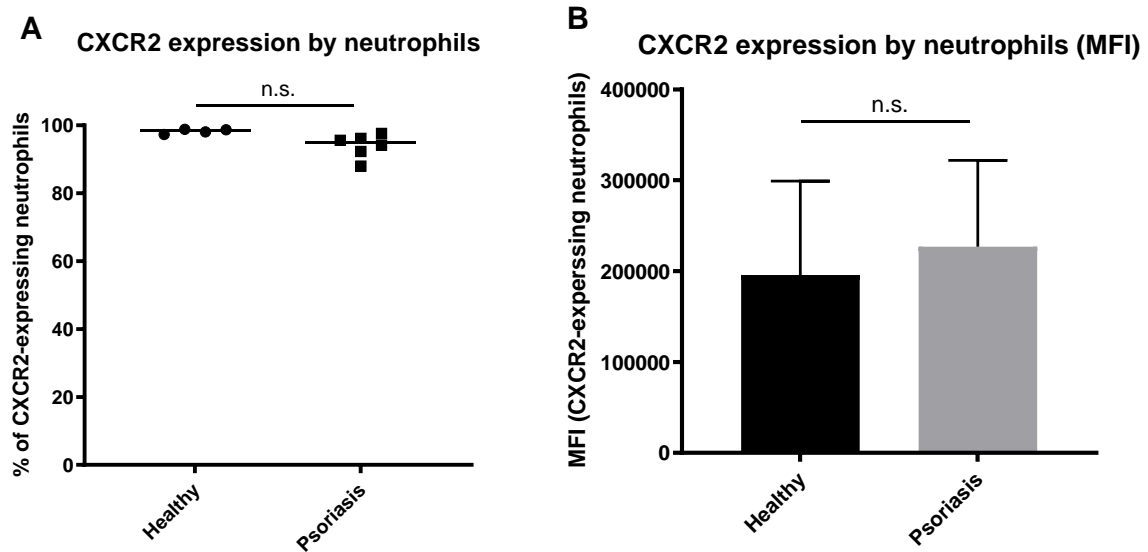 A
CXCR2 expression by neutrophils
n.s.
% of CXCR2-expressing neutrophils
100
80
60
40
20
0
Healthy
Psoriasis
B
CXCR2 expression by neutrophils (MFI)
n.s.
MFI (CXCR2-experssing neutrophils)
400000
300000
200000
100000
0
Healthy
Psoriasis